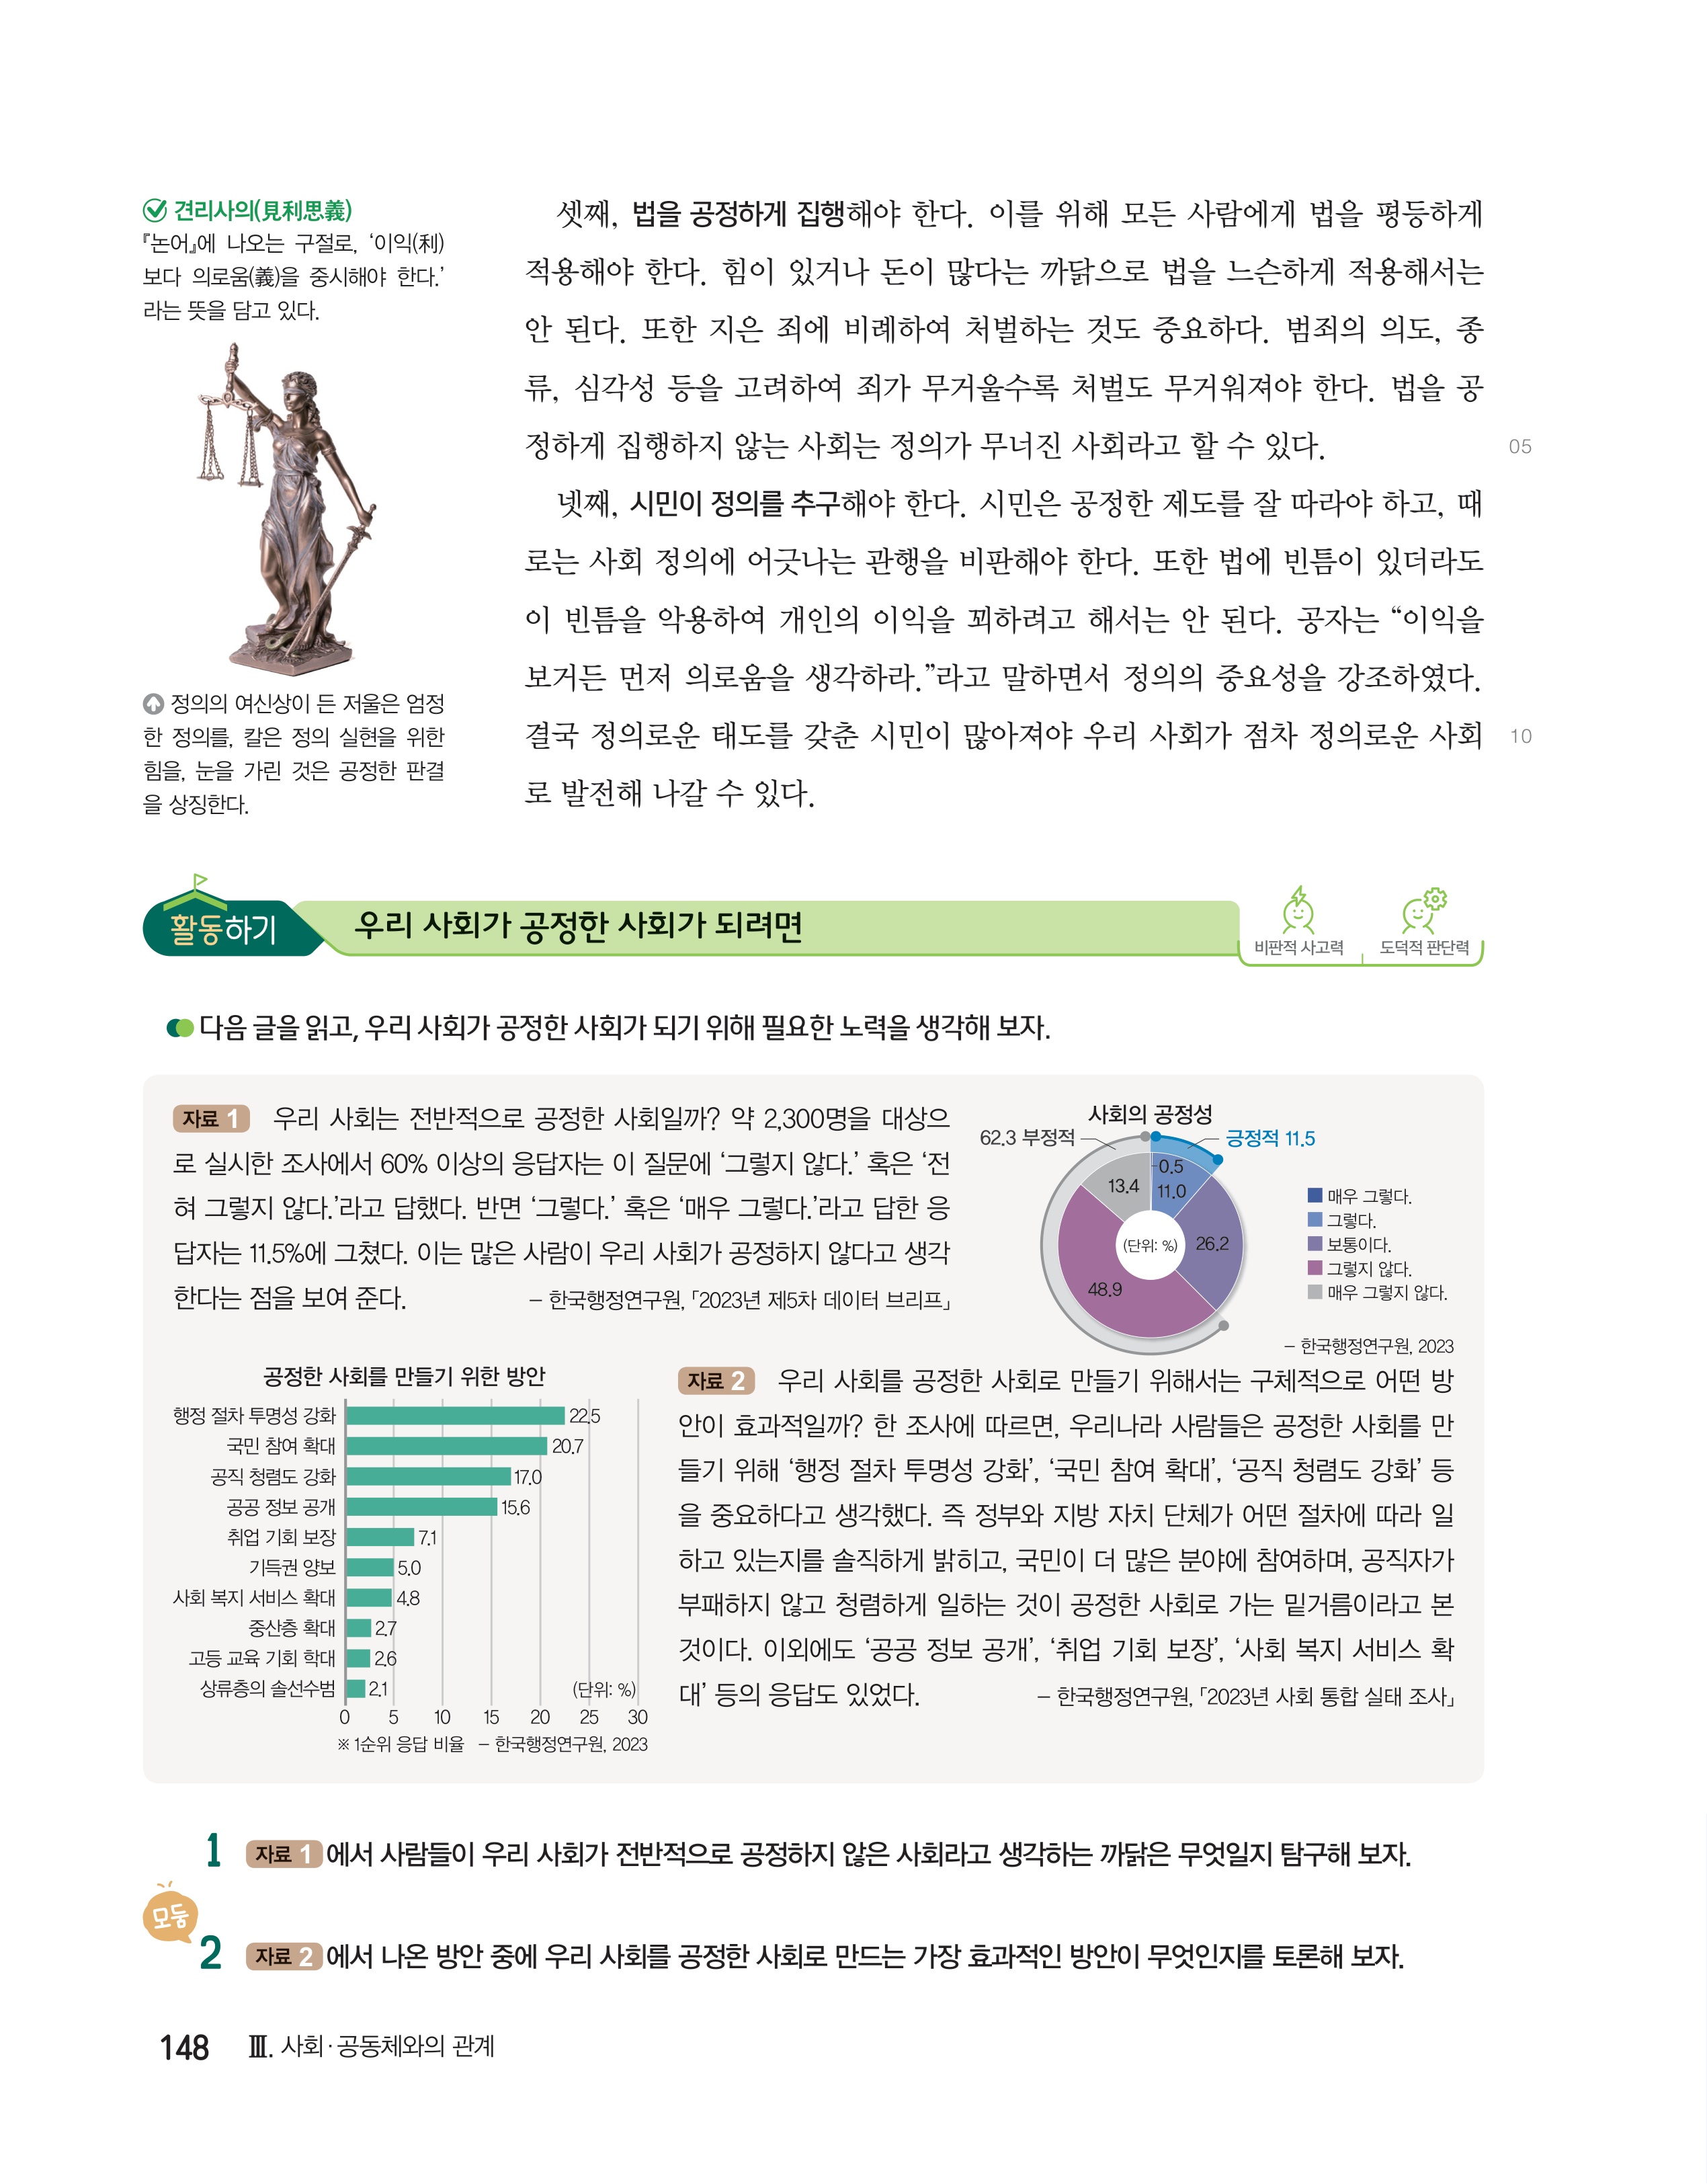 견리사의(見利思義)
『논어』에 나오는 구절로, ‘이익(利)
보다 의로움(義)을 중시해야 한다.’
라는 뜻을 담고 있다.
정의의 여신상이 든 저울은 엄정
한 정의를, 칼은 정의 실현을 위한
힘을, 눈을 가린 것은 공정한 판결
을 상징한다.
셋째, 법을 공정하게 집행해야 한다. 이를 위해 모든 사람에게 법을 평등하게
적용해야 한다. 힘이 있거나 돈이 많다는 까닭으로 법을 느슨하게 적용해서는
안 된다. 또한 지은 죄에 비례하여 처벌하는 것도 중요하다. 범죄의 의도, 종
류, 심각성 등을 고려하여 죄가 무거울수록 처벌도 무거워져야 한다. 법을 공
정하게 집행하지 않는 사회는 정의가 무너진 사회라고 할 수 있다.
05
넷째, 시민이 정의를 추구해야 한다. 시민은 공정한 제도를 잘 따라야 하고, 때
로는 사회 정의에 어긋나는 관행을 비판해야 한다. 또한 법에 빈틈이 있더라도
이 빈틈을 악용하여 개인의 이익을 꾀하려고 해서는 안 된다. 공자는 “이익을
보거든 먼저 의로움을 생각하라.”라고 말하면서 정의의 중요성을 강조하였다.
결국 정의로운 태도를 갖춘 시민이 많아져야 우리 사회가 점차 정의로운 사회
10
로 발전해 나갈 수 있다.
활동하기
우리 사회가 공정한 사회가 되려면
비판적 사고력
도덕적 판단력
다음 글을 읽고, 우리 사회가 공정한 사회가 되기 위해 필요한 노력을 생각해 보자.
자료 1 우리 사회는 전반적으로 공정한 사회일까? 약 2,300명을 대상으
로 실시한 조사에서 60% 이상의 응답자는 이 질문에 ‘그렇지 않다.’ 혹은 ‘전
혀 그렇지 않다.’라고 답했다. 반면 ‘그렇다.’ 혹은 ‘매우 그렇다.’라고 답한 응
답자는 11.5%에 그쳤다. 이는 많은 사람이 우리 사회가 공정하지 않다고 생각
한다는 점을 보여 준다.
– 한국행정연구원, 「2023년 제5차 데이터 브리프」
사회의 공정성
62.3 부정적
긍정적 11.5
0.5
13.4
11.0
(단위: %)
26.2
48.9
매우 그렇다.
그렇다.
보통이다.
그렇지 않다.
매우 그렇지 않다.
– 한국행정연구원, 2023
공정한 사회를 만들기 위한 방안
행정 절차 투명성 강화 22.5
국민 참여 확대 20.7
공직 청렴도 강화 17.0
공공 정보 공개 15.6
취업 기회 보장 7.1
기득권 양보 5.0
사회 복지 서비스 확대 4.8
중산층 확대 2.7
고등 교육 기회 학대 2.6
상류층의 솔선수범 2.1
(단위: %)
0 5 10 15 20 25 30
※ 1순위 응답 비율 – 한국행정연구원, 2023
자료 2 우리 사회를 공정한 사회로 만들기 위해서는 구체적으로 어떤 방
안이 효과적일까? 한 조사에 따르면, 우리나라 사람들은 공정한 사회를 만
들기 위해 ‘행정 절차 투명성 강화’, ‘국민 참여 확대’, ‘공직 청렴도 강화’ 등
을 중요하다고 생각했다. 즉 정부와 지방 자치 단체가 어떤 절차에 따라 일
하고 있는지를 솔직하게 밝히고, 국민이 더 많은 분야에 참여하며, 공직자가
부패하지 않고 청렴하게 일하는 것이 공정한 사회로 가는 밑거름이라고 본
것이다. 이외에도 ‘공공 정보 공개’, ‘취업 기회 보장’, ‘사회 복지 서비스 확
대’ 등의 응답도 있었다.
– 한국행정연구원, 「2023년 사회 통합 실태 조사」
1 자료 1 에서 사람들이 우리 사회가 전반적으로 공정하지 않은 사회라고 생각하는 까닭은 무엇일지 탐구해 보자.
모둠
2 자료 2 에서 나온 방안 중에 우리 사회를 공정한 사회로 만드는 가장 효과적인 방안이 무엇인지를 토론해 보자.
148 Ⅲ. 사회·공동체와의 관계